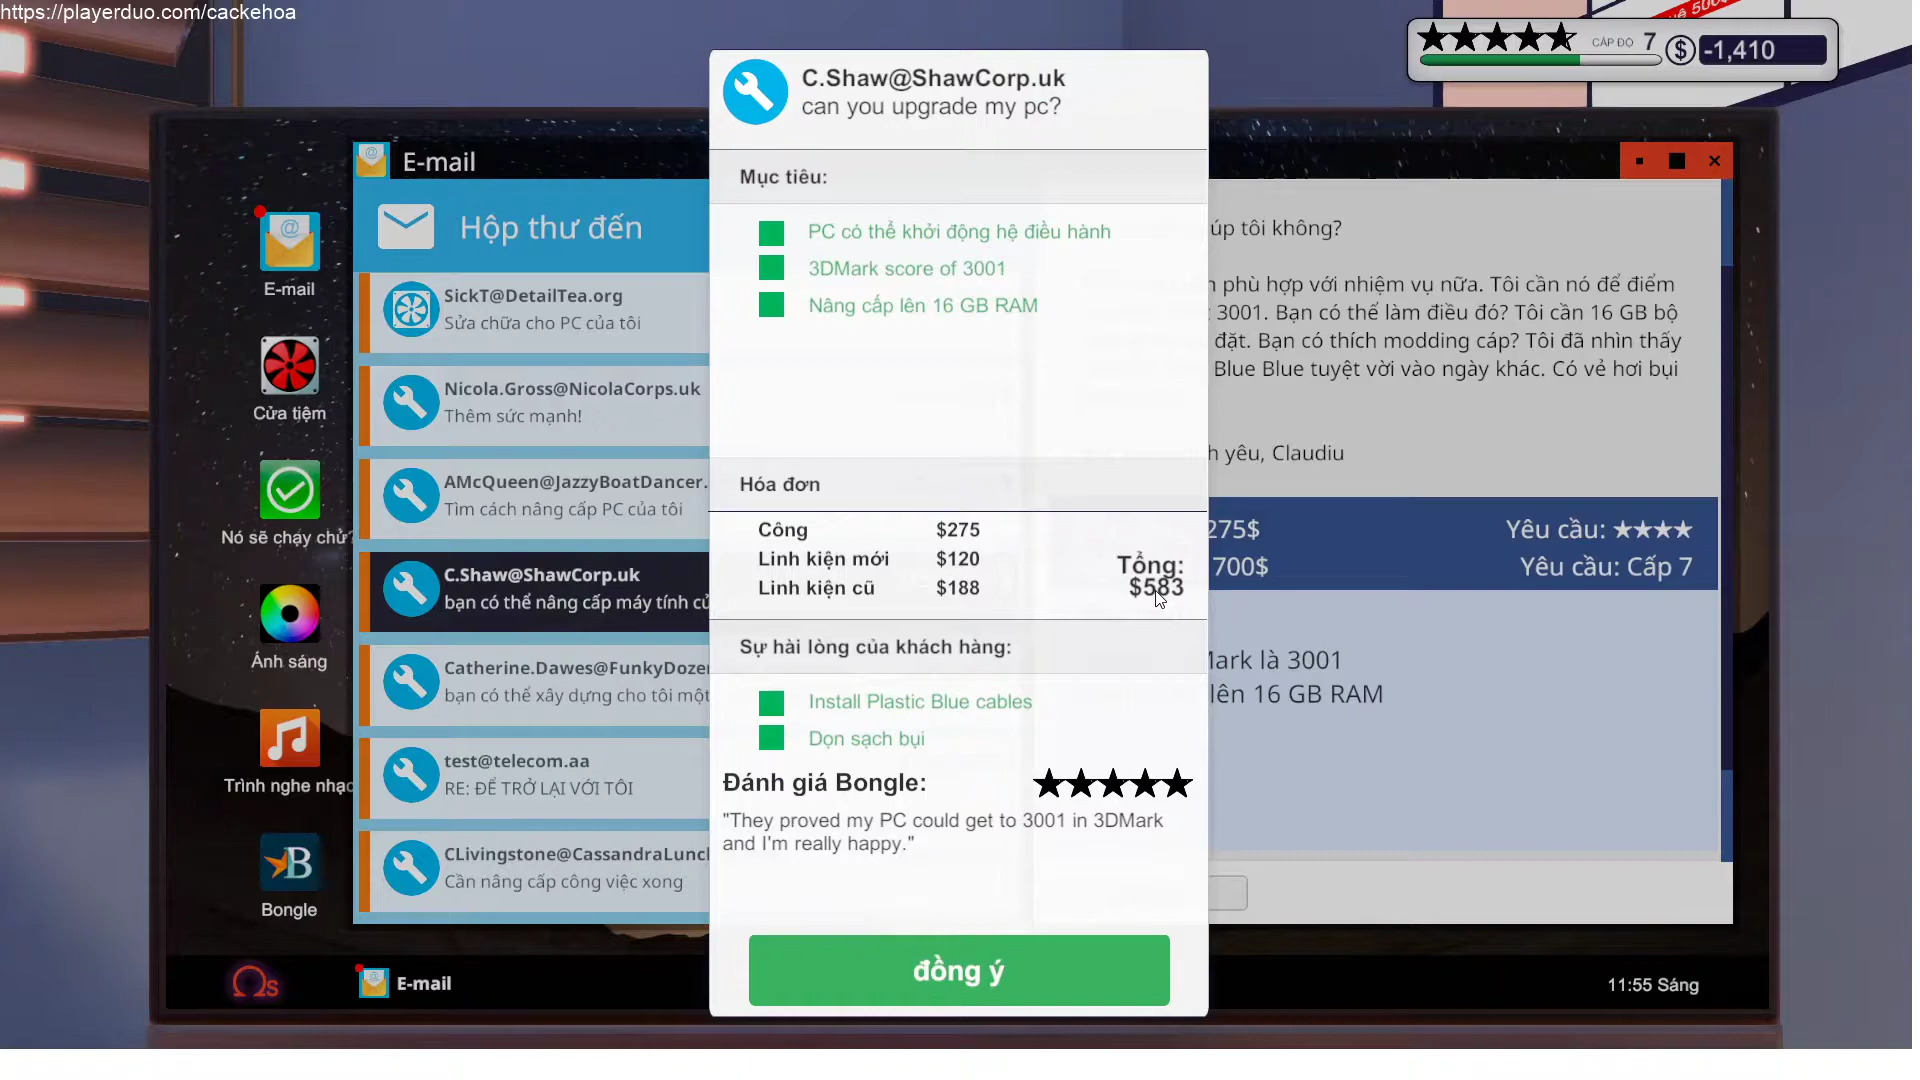 https://playerduo.com/cackehoa
CẤP ĐỘ 7
-1,410
E-mail
Cửa tiệm
Nó sẽ chạy chứ?
Ánh sáng
Trình nghe nhạc
Bongle
E-mail
Hộp thư đến
SickT@DetailTea.org
Sửa chữa cho PC của tôi
Nicola.Gross@NicolaCorps.uk
Thêm sức mạnh!
AMcQueen@JazzyBoatDancer.
Tìm cách nâng cấp PC của tôi
C.Shaw@ShawCorp.uk
bạn có thể nâng cấp máy tính
Catherine.Dawes@FunkyDozer
bạn có thể xây dựng cho tôi một
test@telecom.aa
RE: ĐỂ TRỞ LẠI VỚI TÔI
CLivingstone@CassandraLunch
Cần nâng cấp công việc xong
C.Shaw@ShawCorp.uk
can you upgrade my pc?
Mục tiêu:
PC có thể khởi động hệ điều hành
3DMark score of 3001
Nâng cấp lên 16 GB RAM
Hóa đơn
Công $275
Linh kiện mới $120
Linh kiện cũ $188
Tổng:
$583
Sự hài lòng của khách hàng:
Install Plastic Blue cables
Dọn sạch bụi
Đánh giá Bongle: ★★★★★
"They proved my PC could get to 3001 in 3DMark
and I'm really happy."
đồng ý
úp tôi không?
phù hợp với nhiệm vụ nữa. Tôi cần nó để điểm
3001. Bạn có thể làm điều đó? Tôi cần 16 GB bộ
đặt. Bạn có thích modding cáp? Tôi đã nhìn thấy
Blue Blue tuyệt vời vào ngày khác. Có vẻ hơi bụi
yêu, Claudiu
275$ Yêu cầu: ★★★★
700$ Yêu cầu: Cấp 7
Mark là 3001
lên 16 GB RAM
E-mail
11:55 Sáng